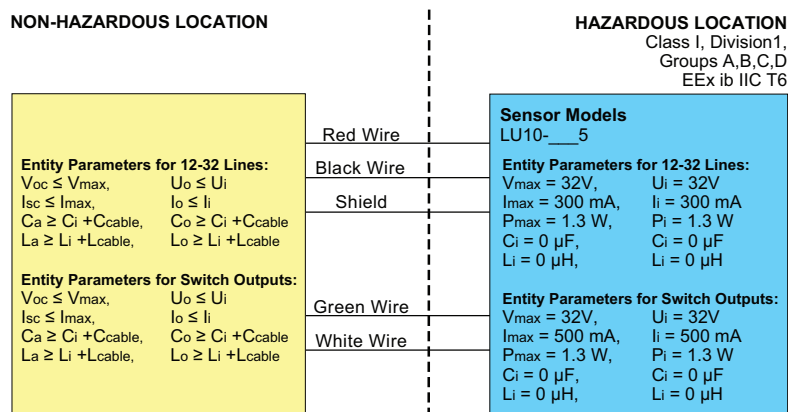 NON-HAZARDOUS LOCATION
HAZARDOUS LOCATION
Class I, Division1,
Groups A,B,C,D
EEx ib IIC T6
Entity Parameters for 12-32 Lines:
Voc ≤ Vmax, Uo ≤ Ui
Isc ≤ Imax, Io ≤ Ii
Ca ≥ Ci +Ccable, Co ≥ Ci +Ccable
La ≥ Li +Lcable, Lo ≥ Li +Lcable
Entity Parameters for Switch Outputs:
Voc ≤ Vmax, Uo ≤ Ui
Isc ≤ Imax, Io ≤ Ii
Ca ≥ Ci +Ccable, Co ≥ Ci +Ccable
La ≥ Li +Lcable, Lo ≥ Li +Lcable
Red Wire
Black Wire
Shield
Green Wire
White Wire
Sensor Models
LU10-___5
Entity Parameters for 12-32 Lines:
Vmax = 32V, Ui = 32V
Imax = 300 mA, Ii = 300 mA
Pmax = 1.3 W, Pi = 1.3 W
Ci = 0 µF, Ci = 0 µF
Li = 0 µH, Li = 0 µH
Entity Parameters for Switch Outputs:
Vmax = 32V, Ui = 32V
Imax = 500 mA, Ii = 500 mA
Pmax = 1.3 W, Pi = 1.3 W
Ci = 0 µF, Ci = 0 µF
Li = 0 µH, Li = 0 µH